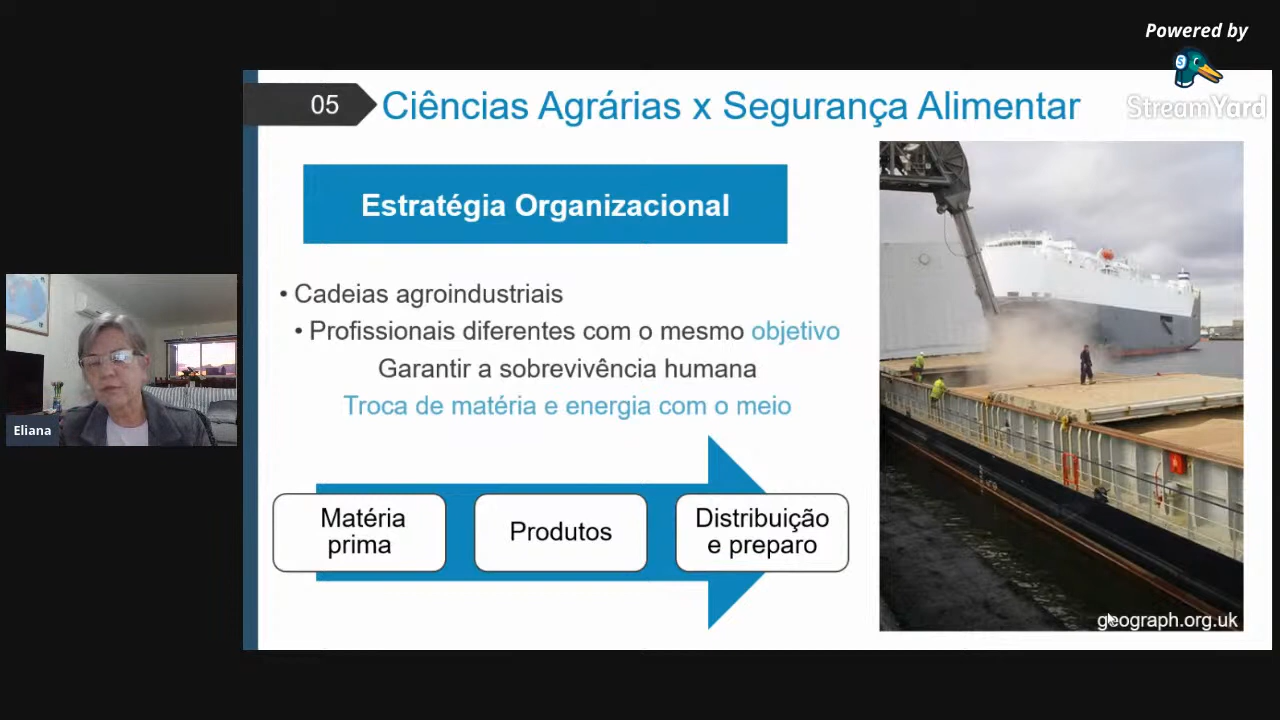 Powered by
StreamYard
05
Ciências Agrárias x Segurança Alimentar
Estratégia Organizacional
• Cadeias agroindustriais
• Profissionais diferentes com o mesmo objetivo
Garantir a sobrevivência humana
Troca de matéria e energia com o meio
Matéria
prima
Produtos
Distribuição
e preparo
geograph.org.uk
Eliana